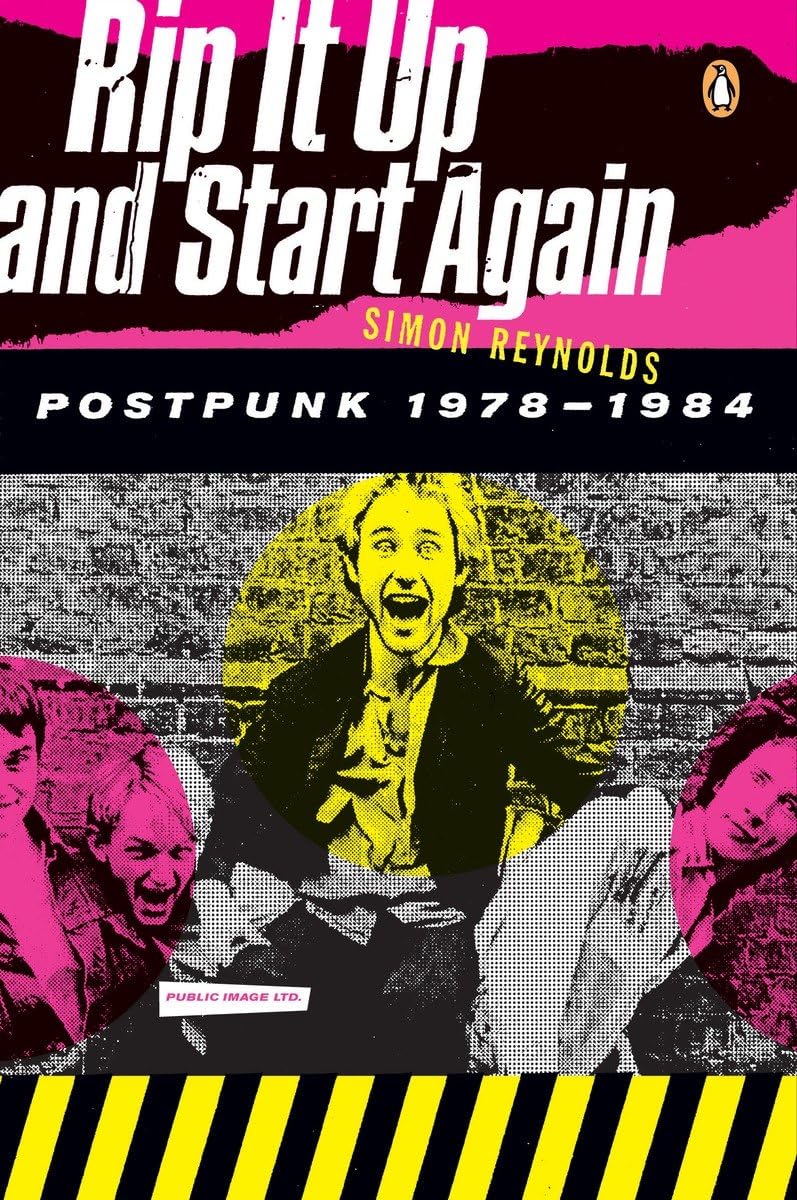 Rip It Up
and Start Again
SIMON REYNOLDS
POSTPUNK 1978–1984
PUBLIC IMAGE LTD.